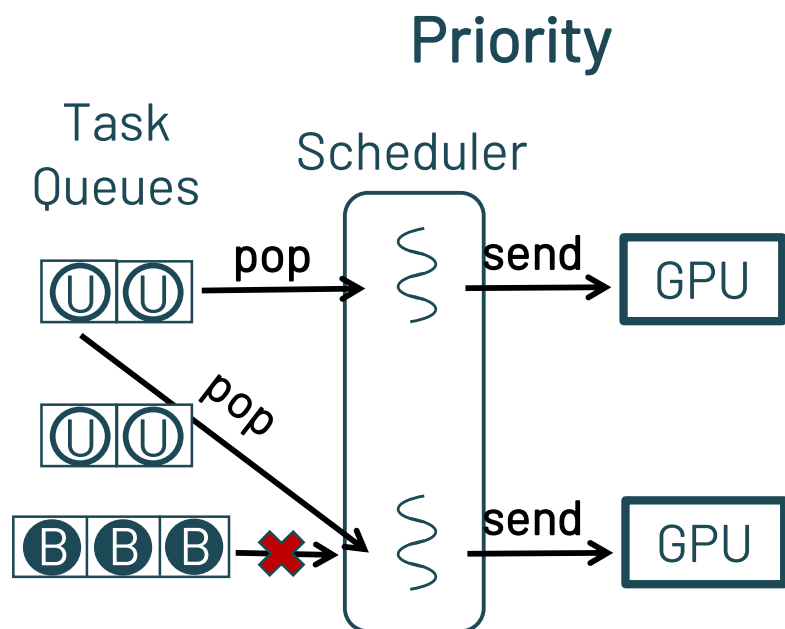 Priority
Task
Queues
Scheduler
pop
send
U U
GPU
pop
U U
send
B B B
GPU